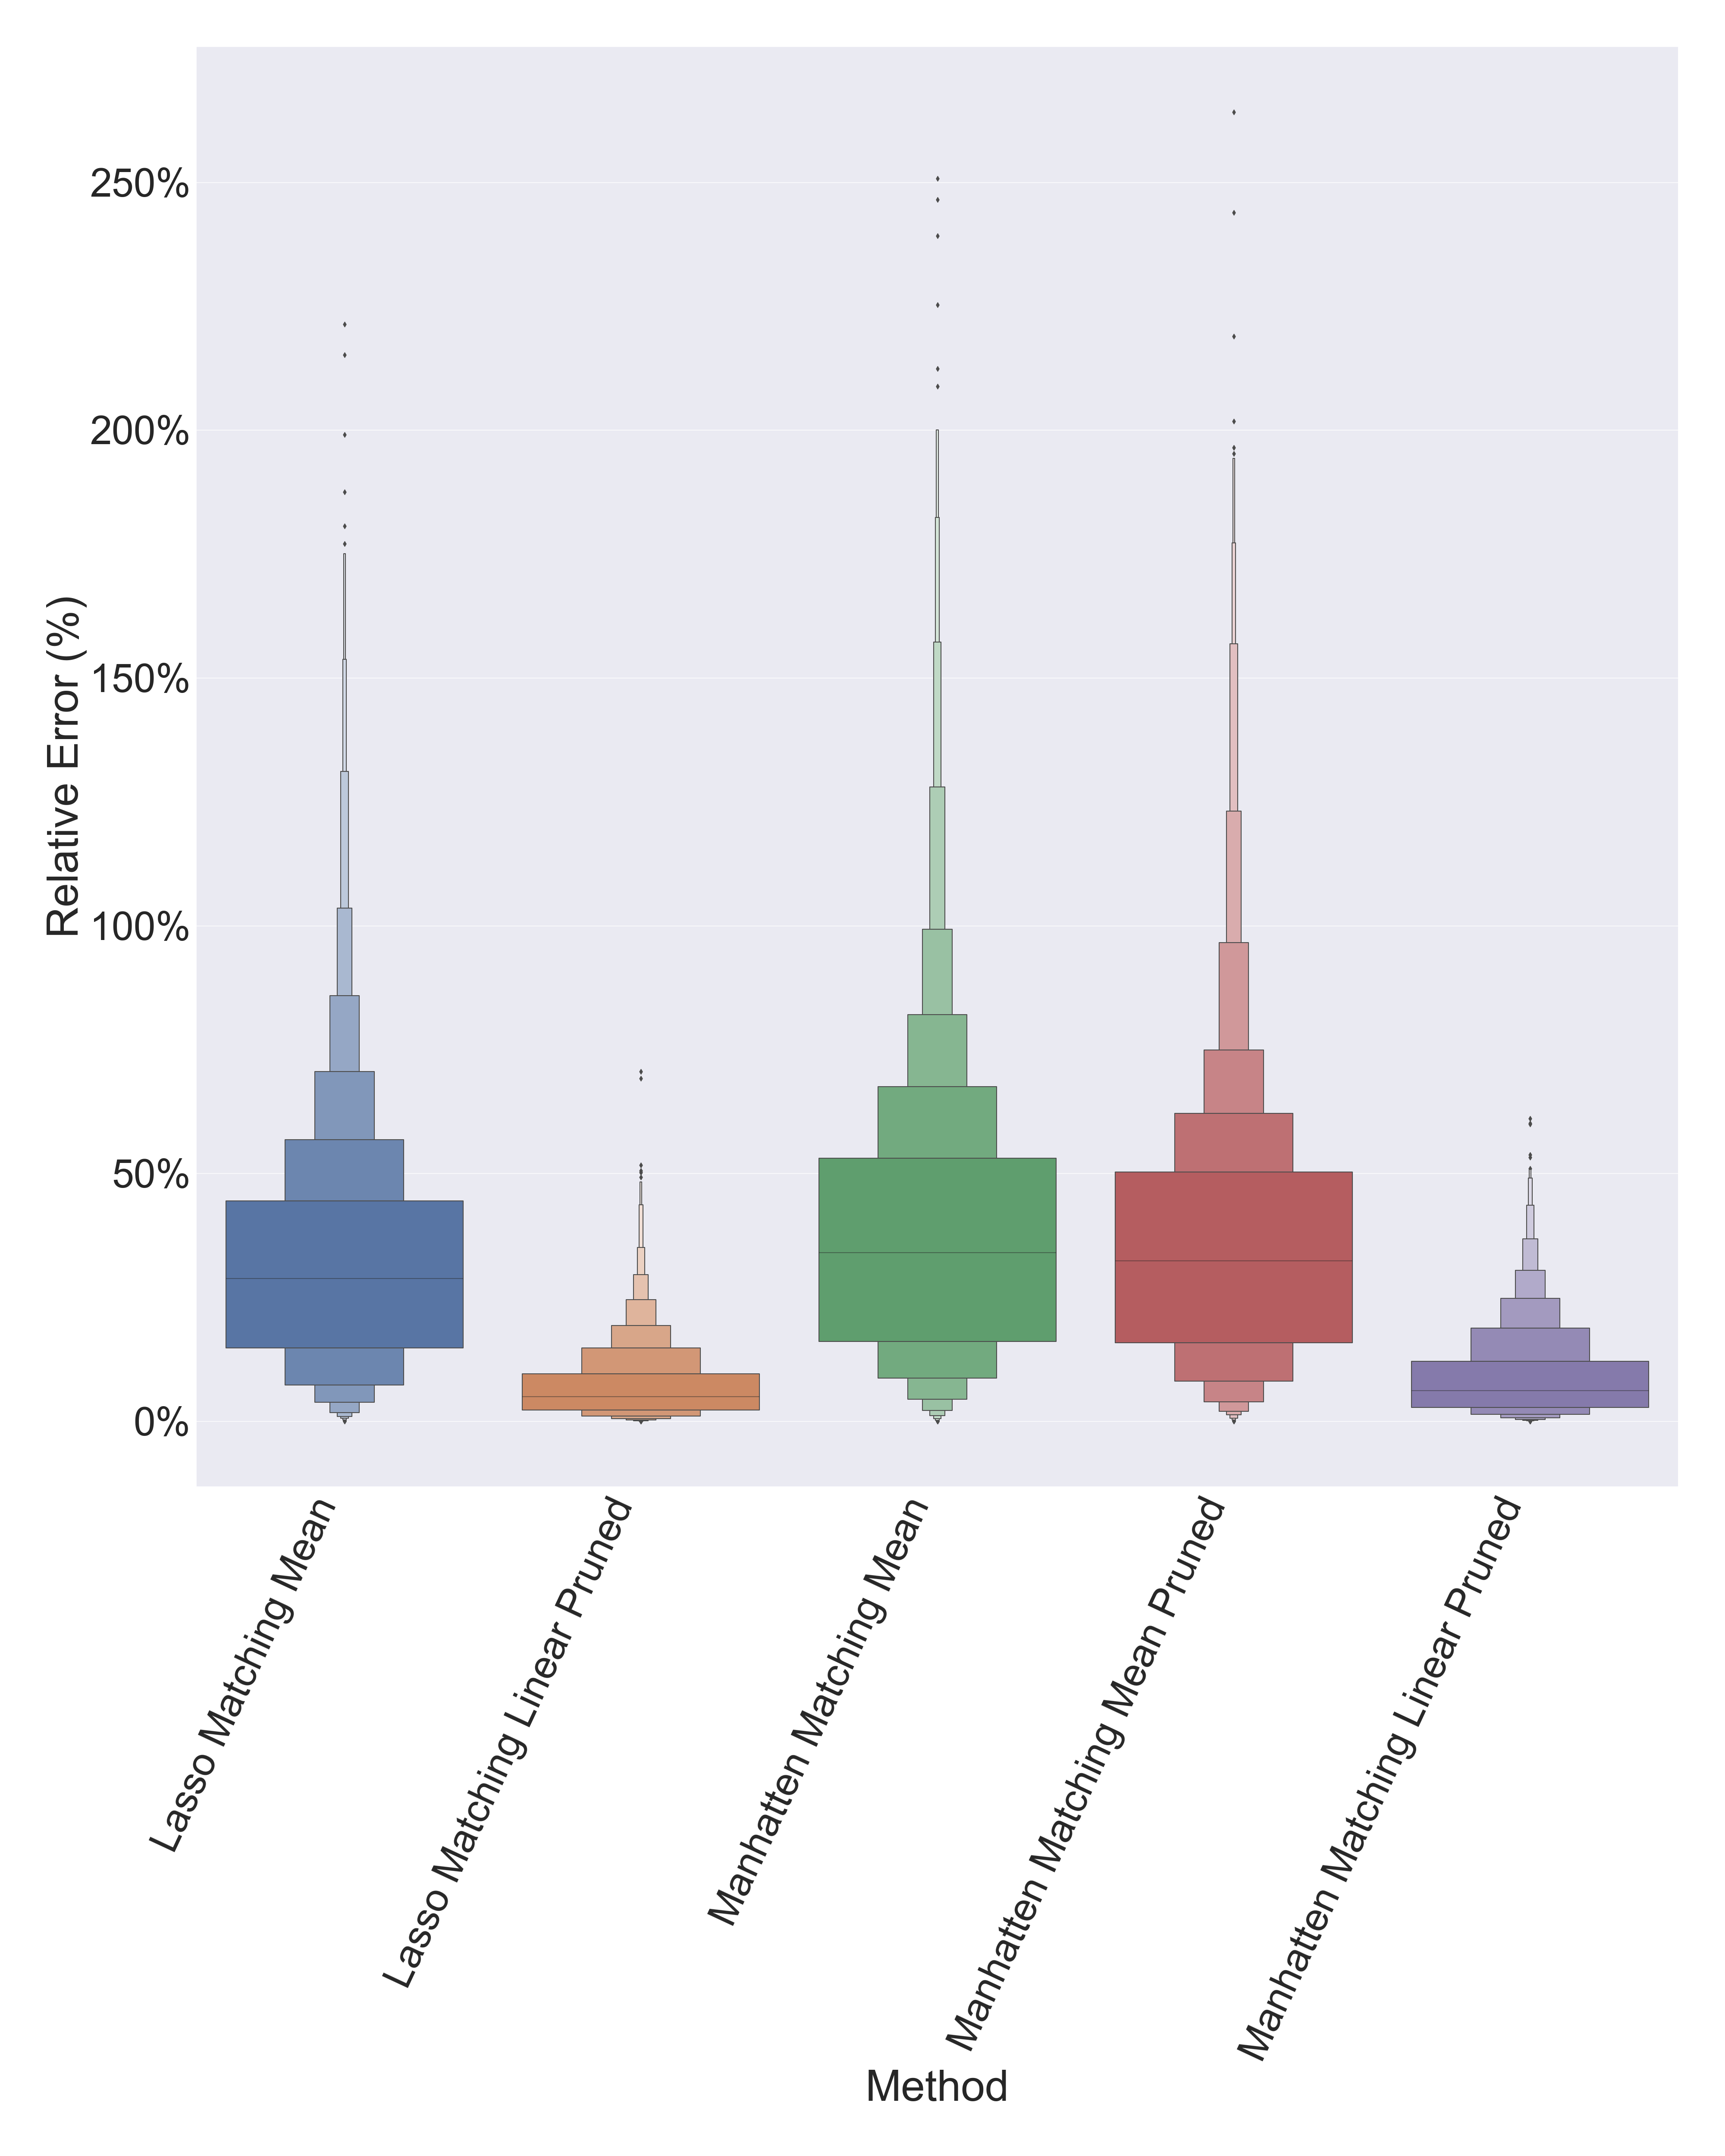 250%
200%
150%
100%
50%
0%
Relative Error (%)
Lasso Matching Mean
Lasso Matching Linear Pruned
Manhatten Matching Mean
Manhatten Matching Mean Pruned
Manhatten Matching Linear Pruned
Method